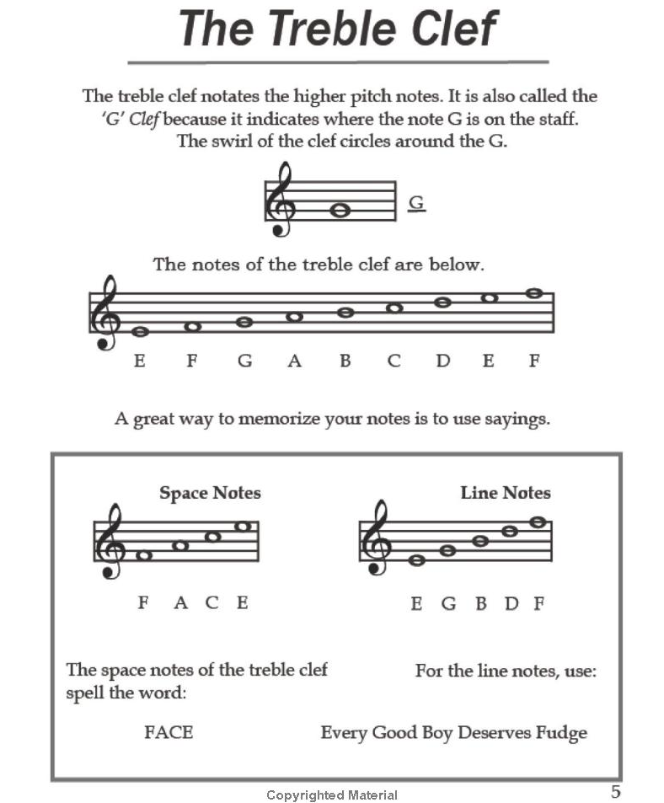 The Treble Clef
The treble clef notates the higher pitch notes. It is also called the
‘G’ Clef because it indicates where the note G is on the staff.
The swirl of the clef circles around the G.
G
The notes of the treble clef are below.
E F G A B C D E F
A great way to memorize your notes is to use sayings.
Space Notes
F A C E
The space notes of the treble clef
spell the word:
FACE
Line Notes
E G B D F
For the line notes, use:
Every Good Boy Deserves Fudge
Copyrighted Material
5